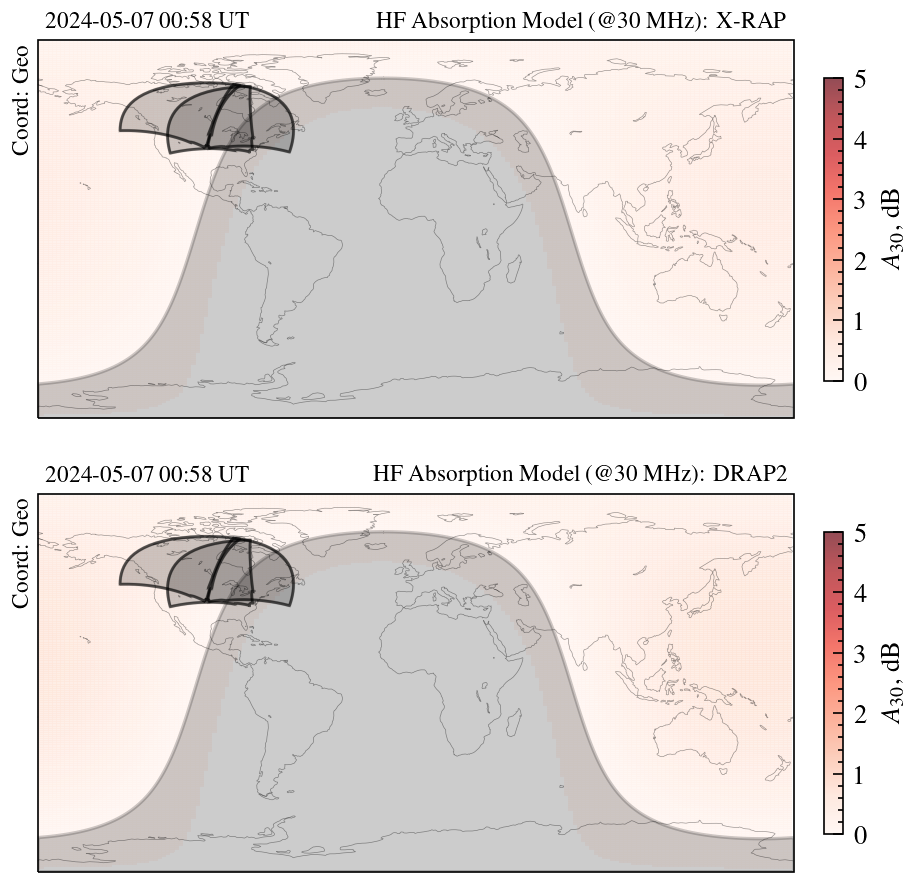 2024-05-07 00:58 UT HF Absorption Model (@30 MHz): X-RAP
Coord: Geo
5
4
3
2
1
0
A30, dB
2024-05-07 00:58 UT HF Absorption Model (@30 MHz): DRAP2
Coord: Geo
5
4
3
2
1
0
A30, dB